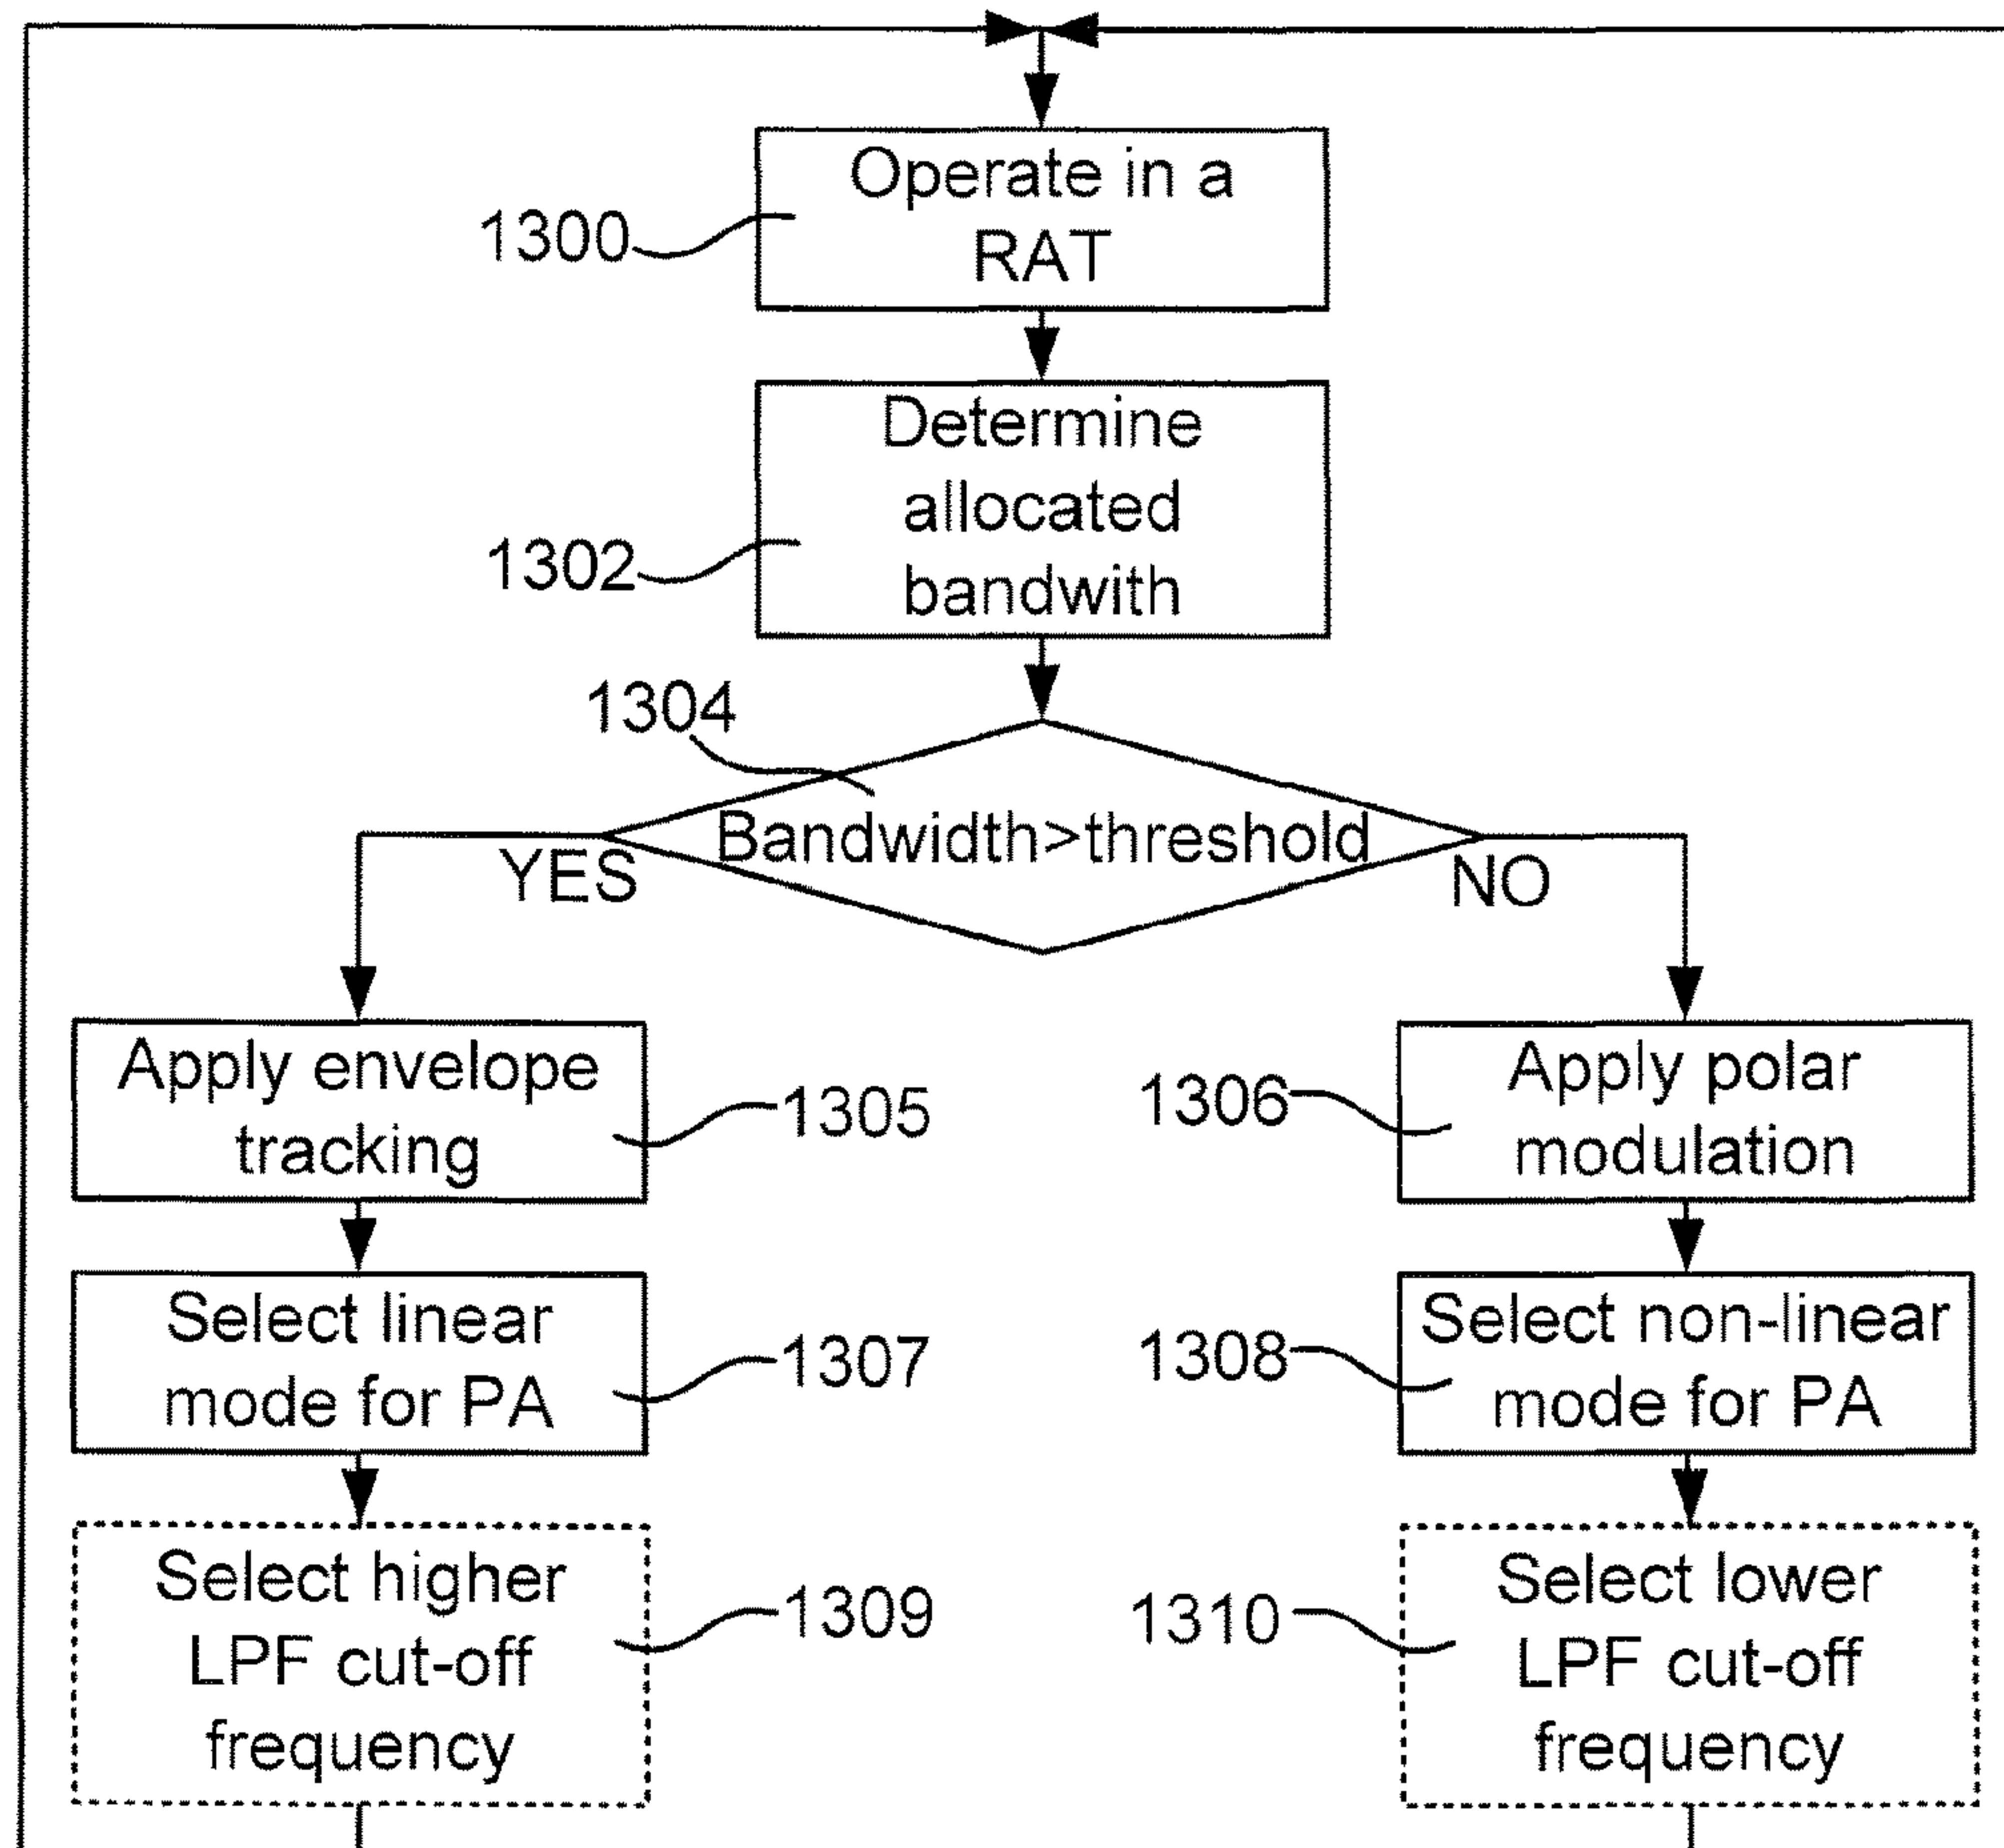 1300
Operate in a
RAT
1302
Determine
allocated
bandwith
1304
Bandwidth>threshold
YES
NO
Apply envelope
tracking
1305
1306
Apply polar
modulation
Select linear
mode for PA
1307
1308
Select non-linear
mode for PA
Select higher
LPF cut-off
frequency
1309
1310
Select lower
LPF cut-off
frequency